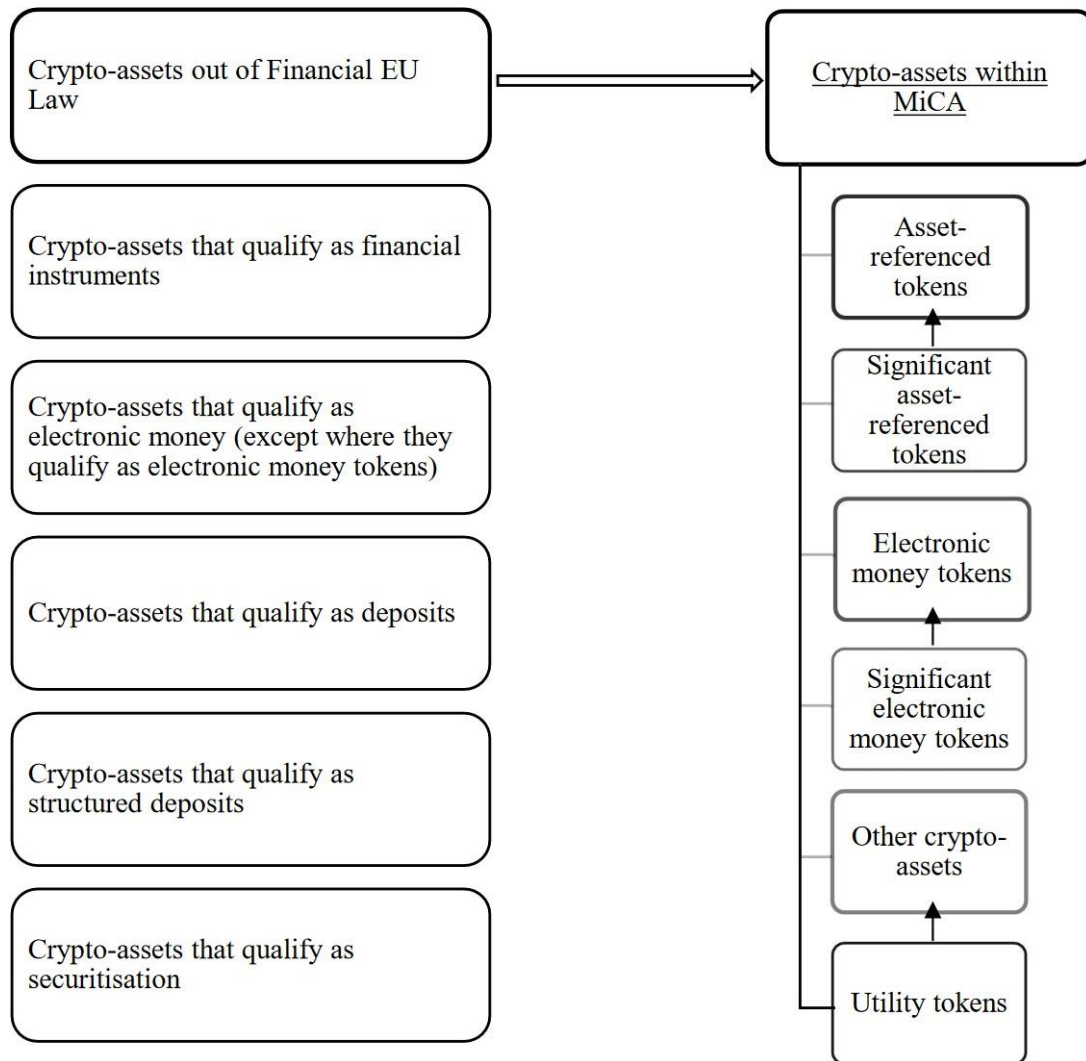 Crypto-assets out of Financial EU
Law
Crypto-assets that qualify as financial
instruments
Crypto-assets that qualify as
electronic money (except where they
qualify as electronic money tokens)
Crypto-assets that qualify as deposits
Crypto-assets that qualify as
structured deposits
Crypto-assets that qualify as
securitisation
Crypto-assets within
MiCA
Asset-
referenced
tokens
Significant
asset-
referenced
tokens
Electronic
money tokens
Significant
electronic
money tokens
Other crypto-
assets
Utility tokens